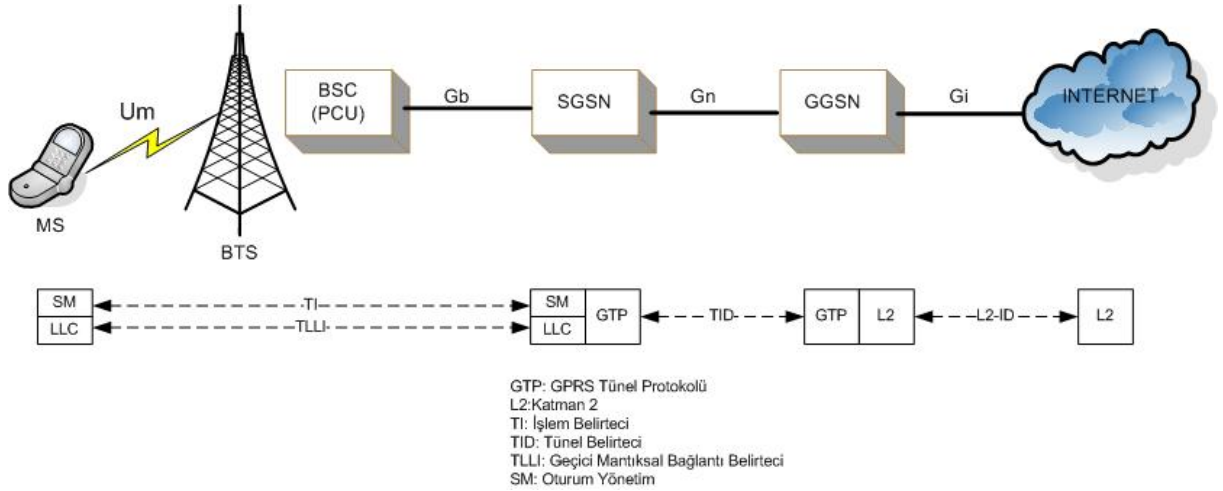 BSC
(PCU)
Gb
SGSN
Gn
GGSN
Gi
INTERNET
Um
MS
BTS
SM
LLC
TI
TLLI
SM
LLC
GTP
TID
GTP
L2
L2-ID
L2
GTP: GPRS Tünel Protokolü
L2:Katman 2
TI: İşlem Belirteci
TID: Tünel Belirteci
TLLI: Geçici Mantıksal Bağlantı Belirteci
SM: Oturum Yönetim